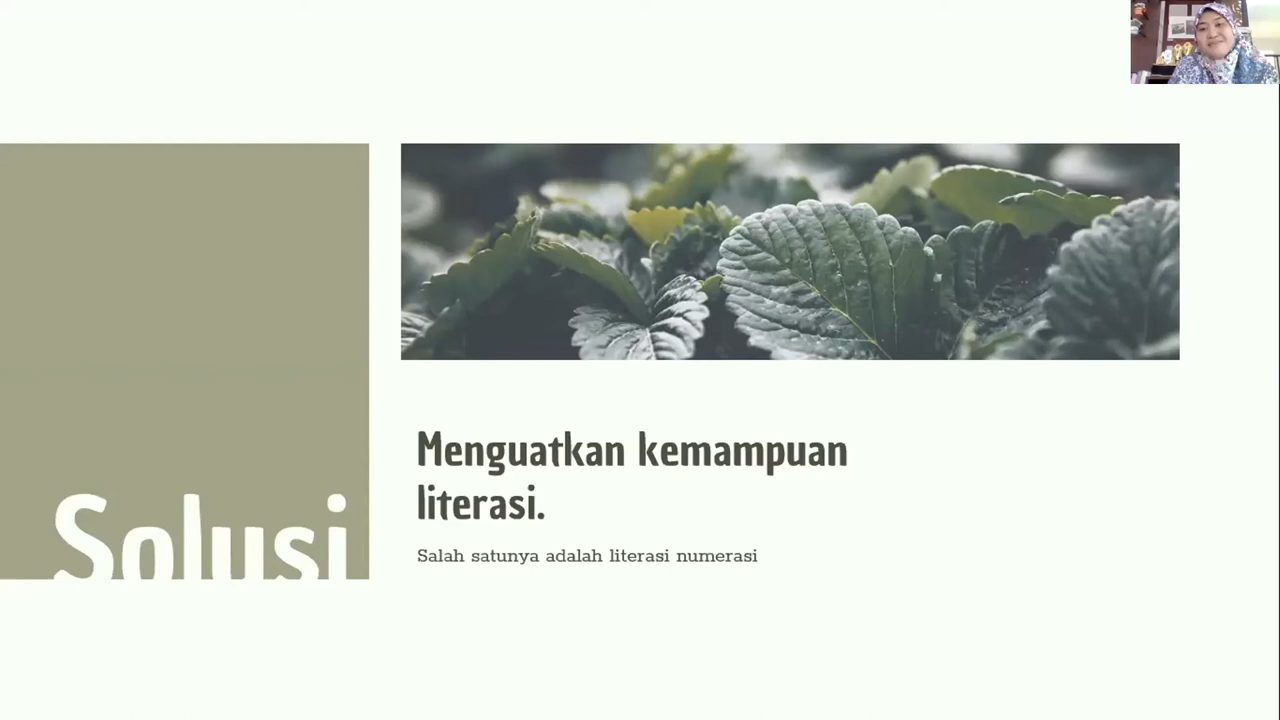 Solusi
Menguatkan kemampuan
literasi.
Salah satunya adalah literasi numerasi